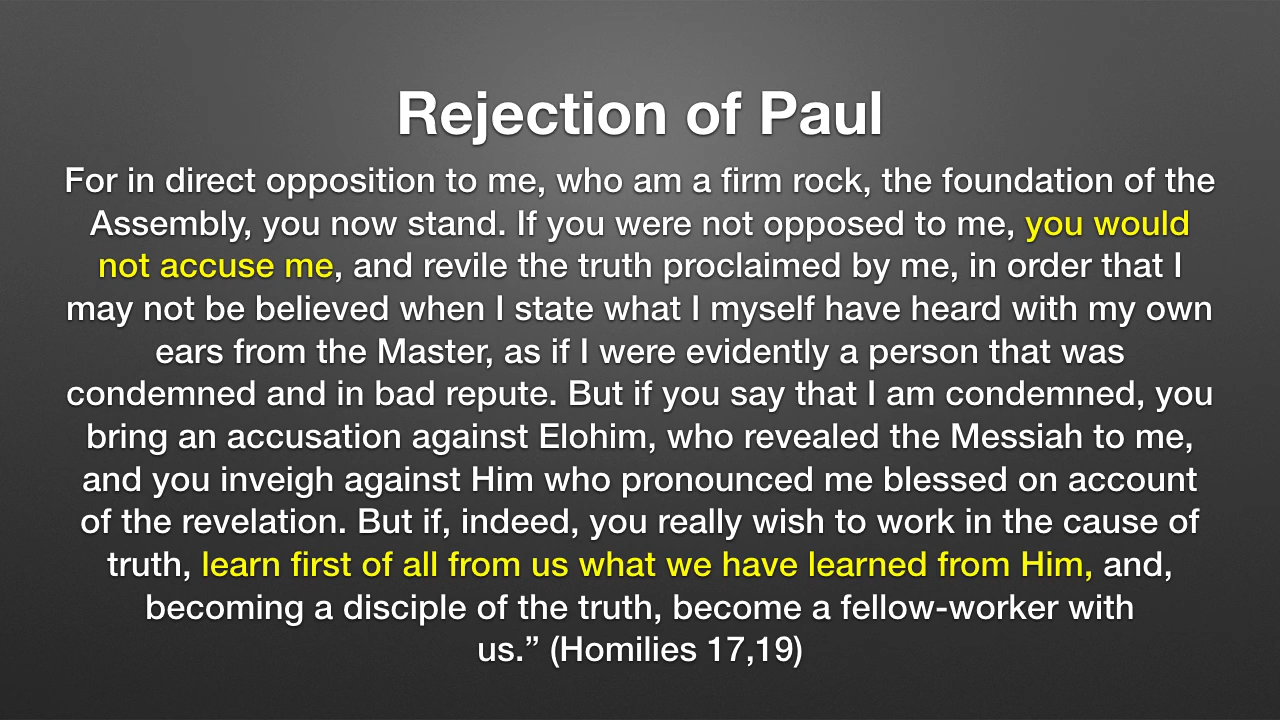 Rejection of Paul
For in direct opposition to me, who am a firm rock, the foundation of the
Assembly, you now stand. If you were not opposed to me, you would
not accuse me, and revile the truth proclaimed by me, in order that I
may not be believed when I state what I myself have heard with my own
ears from the Master, as if I were evidently a person that was
condemned and in bad repute. But if you say that I am condemned, you
bring an accusation against Elohim, who revealed the Messiah to me,
and you inveigh against Him who pronounced me blessed on account
of the revelation. But if, indeed, you really wish to work in the cause of
truth, learn first of all from us what we have learned from Him, and,
becoming a disciple of the truth, become a fellow-worker with
us.” (Homilies 17,19)